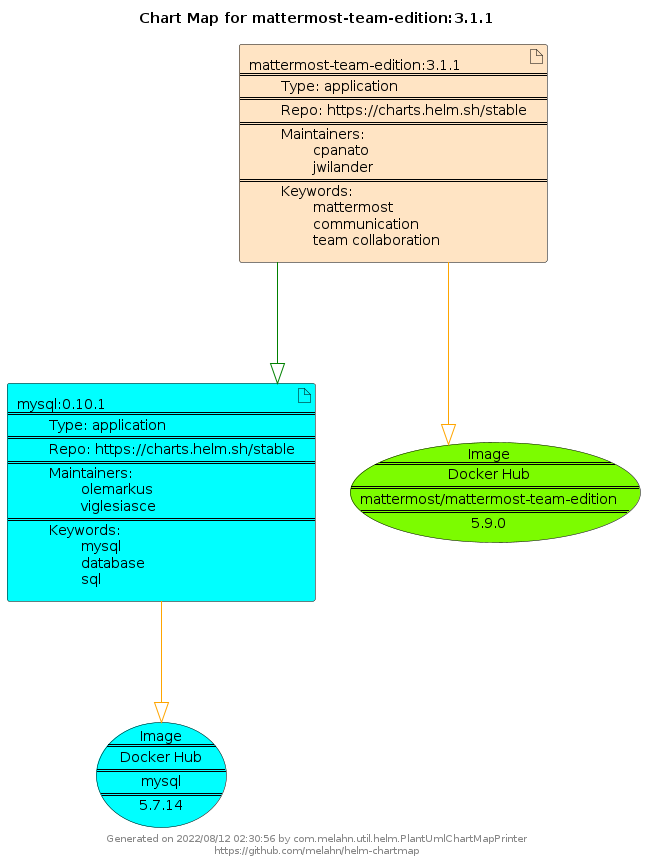 Chart Map for mattermost-team-edition:3.1.1
mattermost-team-edition:3.1.1
Type: application
Repo: https://charts.helm.sh/stable
Maintainers:
cpanato
jwilander
Keywords:
mattermost
communication
team collaboration
mysql:0.10.1
Type: application
Repo: https://charts.helm.sh/stable
Maintainers:
olemarkus
viglesiasce
Keywords:
mysql
database
sql
Image
Docker Hub
mattermost/mattermost-team-edition
5.9.0
Image
Docker Hub
mysql
5.7.14
Generated on 2022/08/12 02:30:56 by com.melahn.util.helm.PlantUmlChartMapPrinter
https://github.com/melahn/helm-chartmap